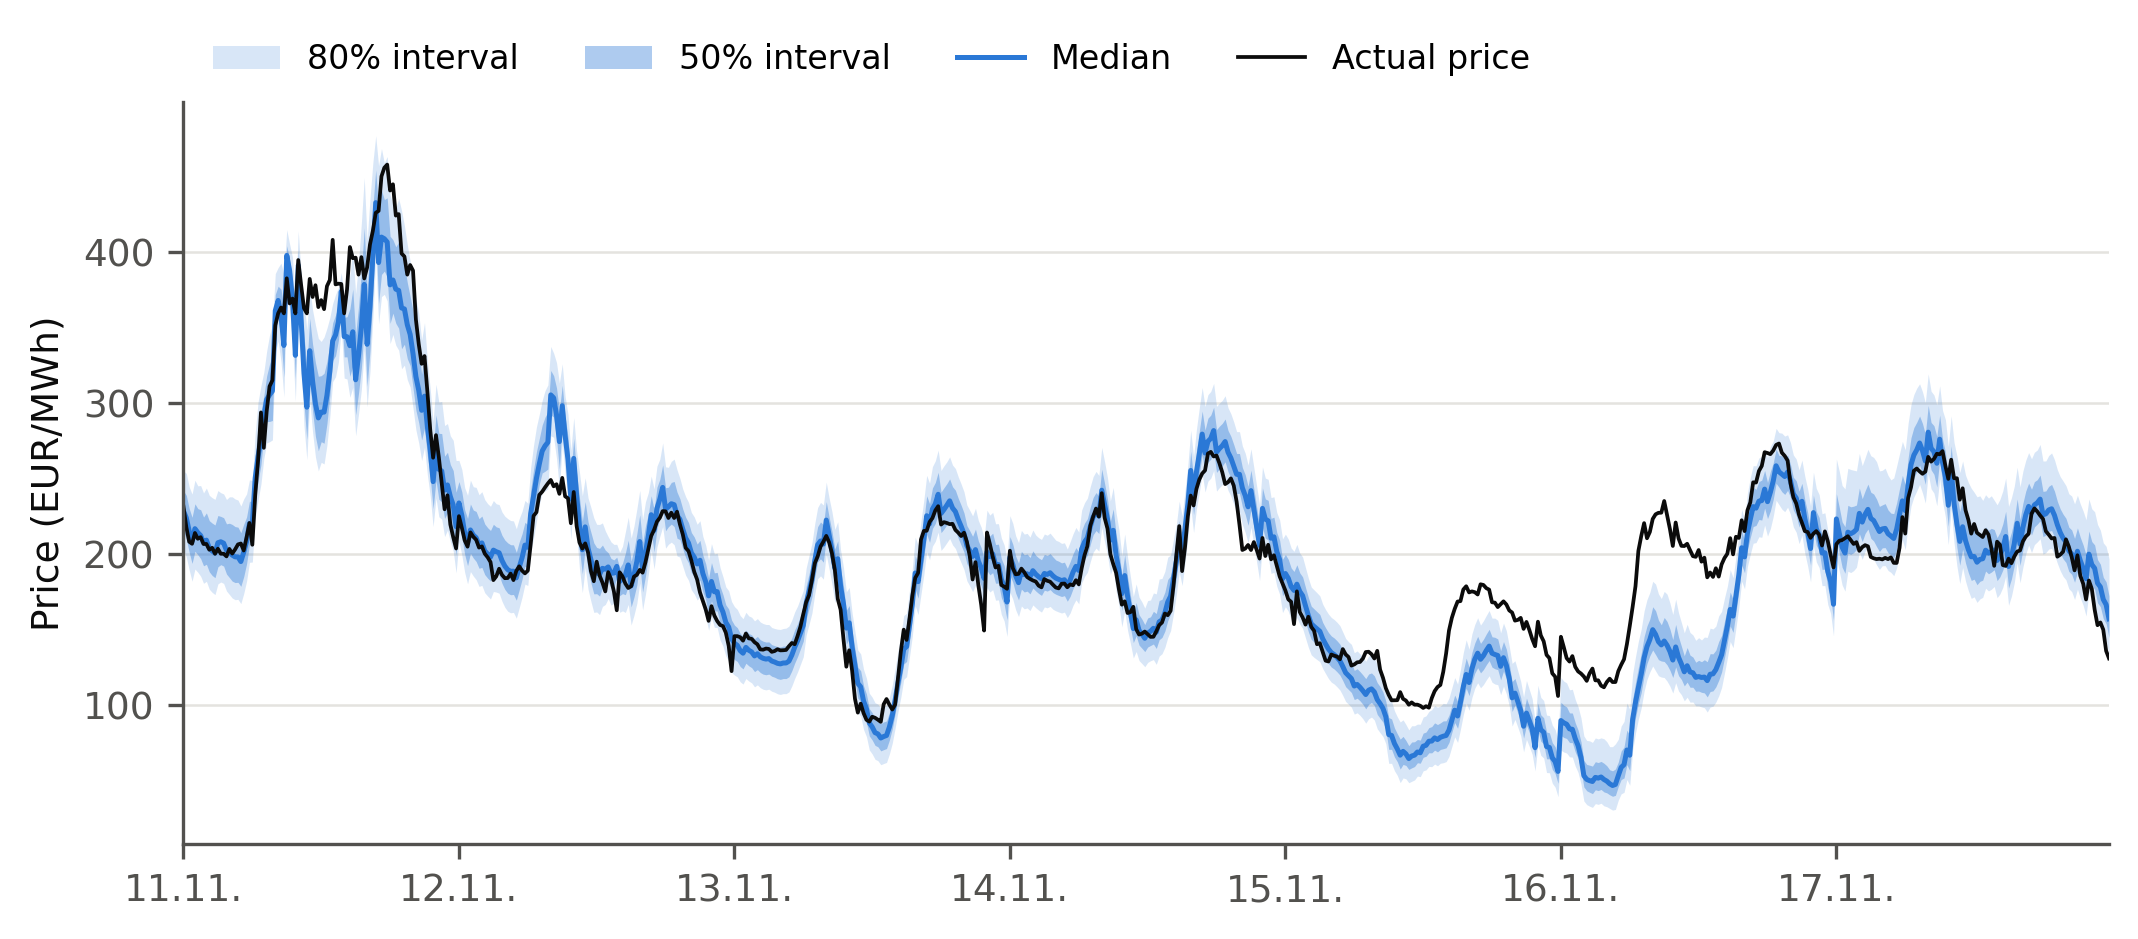 80% interval 50% interval Median Actual price
Price (EUR/MWh)
400
300
200
100
11.11. 12.11. 13.11. 14.11. 15.11. 16.11. 17.11.